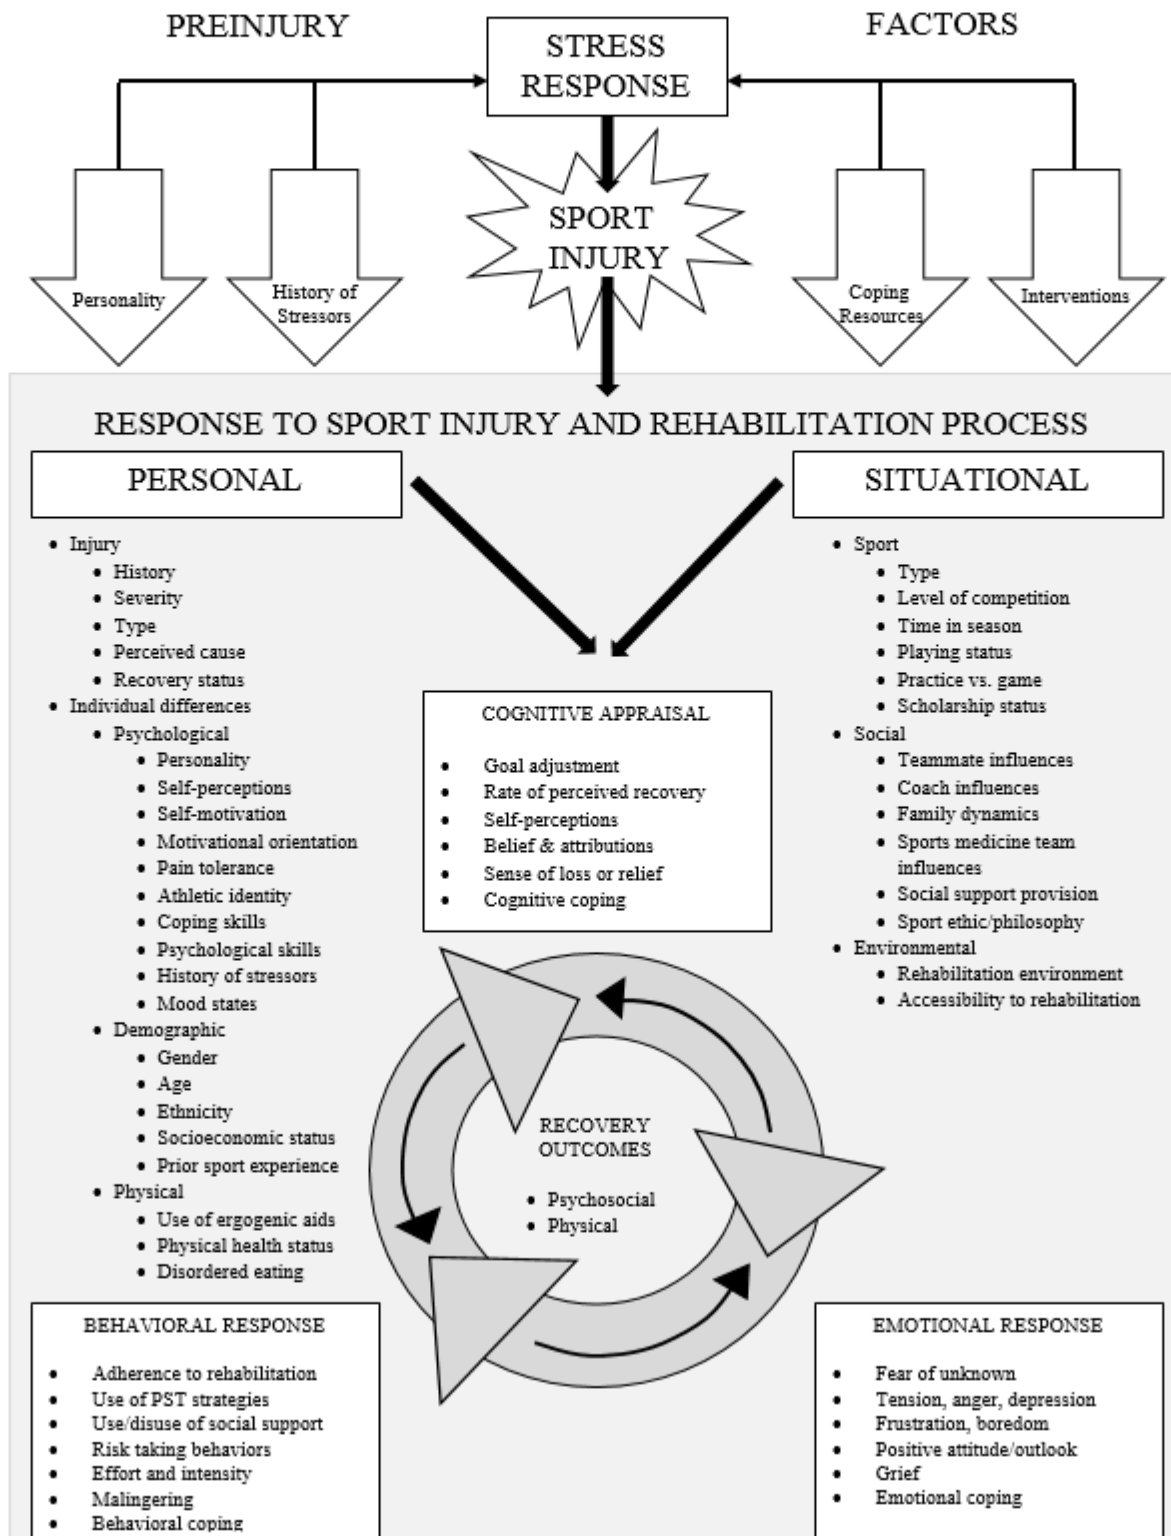 PREINJURY
FACTORS
STRESS
RESPONSE
SPORT
INJURY
Personality
History of
Stressors
Coping
Resources
Interventions
RESPONSE TO SPORT INJURY AND REHABILITATION PROCESS
PERSONAL
• Injury
• History
• Severity
• Type
• Perceived cause
• Recovery status
• Individual differences
• Psychological
• Personality
• Self-perceptions
• Self-motivation
• Motivational orientation
• Pain tolerance
• Athletic identity
• Coping skills
• Psychological skills
• History of stressors
• Mood states
• Demographic
• Gender
• Age
• Ethnicity
• Socioeconomic status
• Prior sport experience
• Physical
• Use of ergogenic aids
• Physical health status
• Disordered eating
SITUATIONAL
• Sport
• Type
• Level of competition
• Time in season
• Playing status
• Practice vs. game
• Scholarship status
• Social
• Teammate influences
• Coach influences
• Family dynamics
• Sports medicine team
influences
• Social support provision
• Sport ethic/philosophy
• Environmental
• Rehabilitation environment
• Accessibility to rehabilitation
COGNITIVE APPRAISAL
• Goal adjustment
• Rate of perceived recovery
• Self-perceptions
• Belief & attributions
• Sense of loss or relief
• Cognitive coping
RECOVERY
OUTCOMES
• Psychosocial
• Physical
BEHAVIORAL RESPONSE
• Adherence to rehabilitation
• Use of PST strategies
• Use/disuse of social support
• Risk taking behaviors
• Effort and intensity
• Malingering
• Behavioral coping
EMOTIONAL RESPONSE
• Fear of unknown
• Tension, anger, depression
• Frustration, boredom
• Positive attitude/outlook
• Grief
• Emotional coping